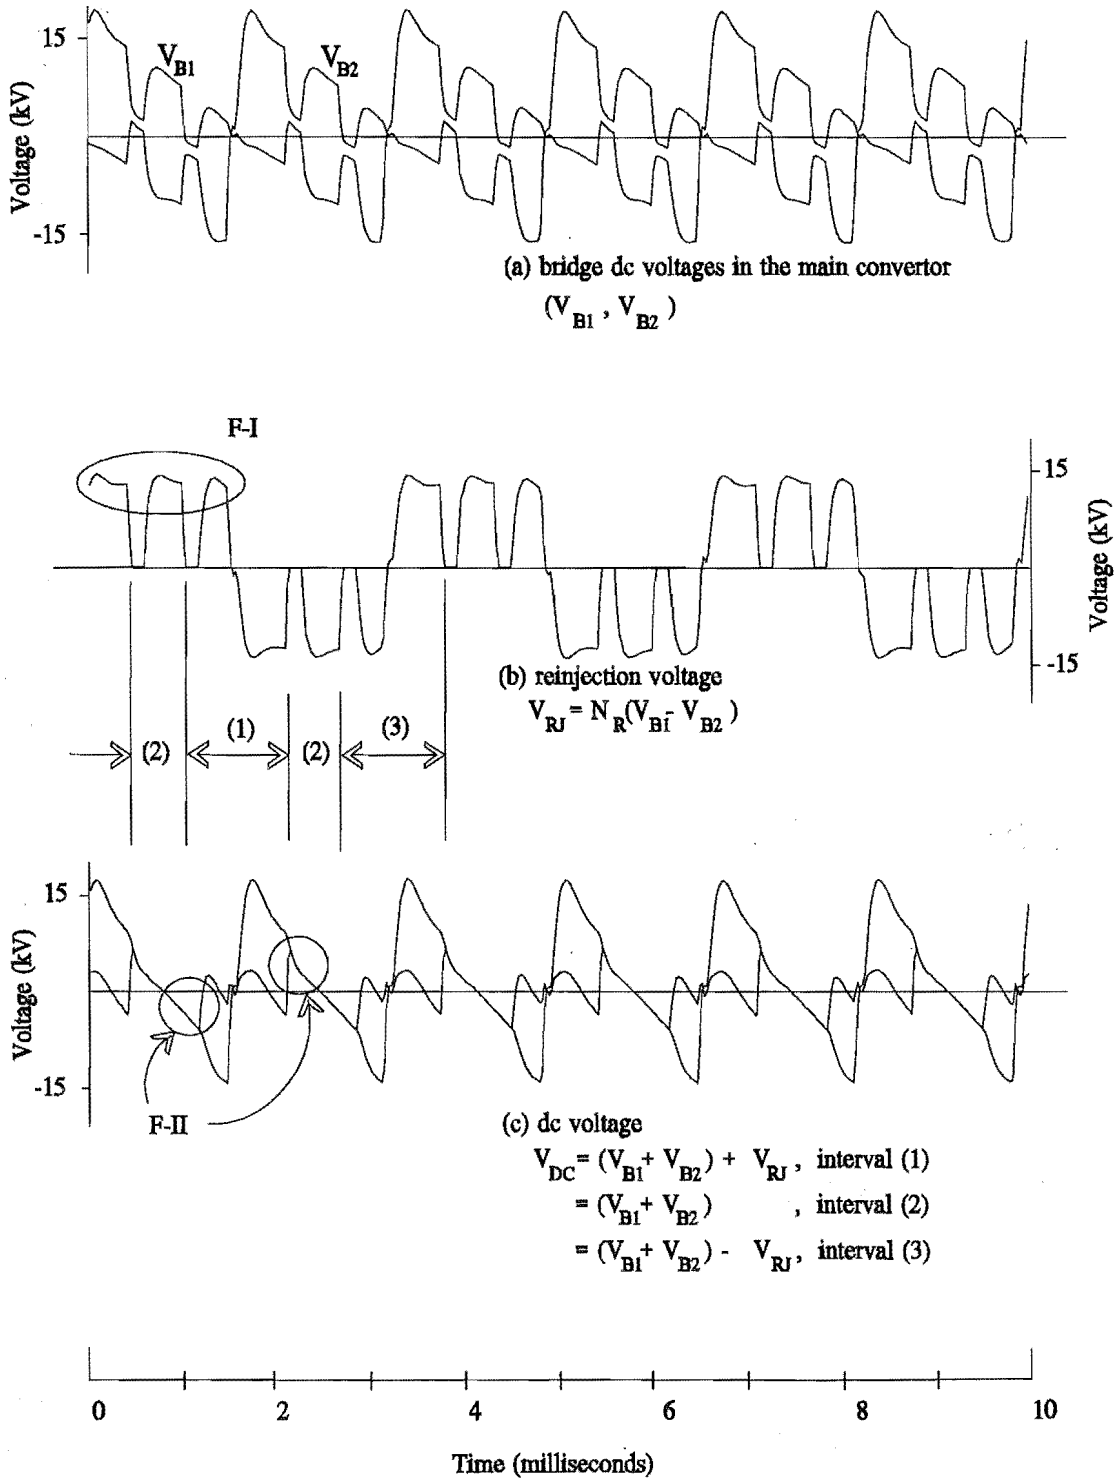 15
V_B1
V_B2
Voltage (kV)
-15
(a) bridge dc voltages in the main convertor
(V_B1 , V_B2 )
F-I
15
Voltage (kV)
-15
(b) reinjection voltage
V_RJ = N_R(V_B1- V_B2 )
(2)
(1)
(2)
(3)
15
Voltage (kV)
-15
F-II
(c) dc voltage
V_DC = (V_B1+ V_B2) + V_RJ , interval (1)
= (V_B1+ V_B2) , interval (2)
= (V_B1+ V_B2) - V_RJ, interval (3)
0 2 4 6 8 10
Time (milliseconds)